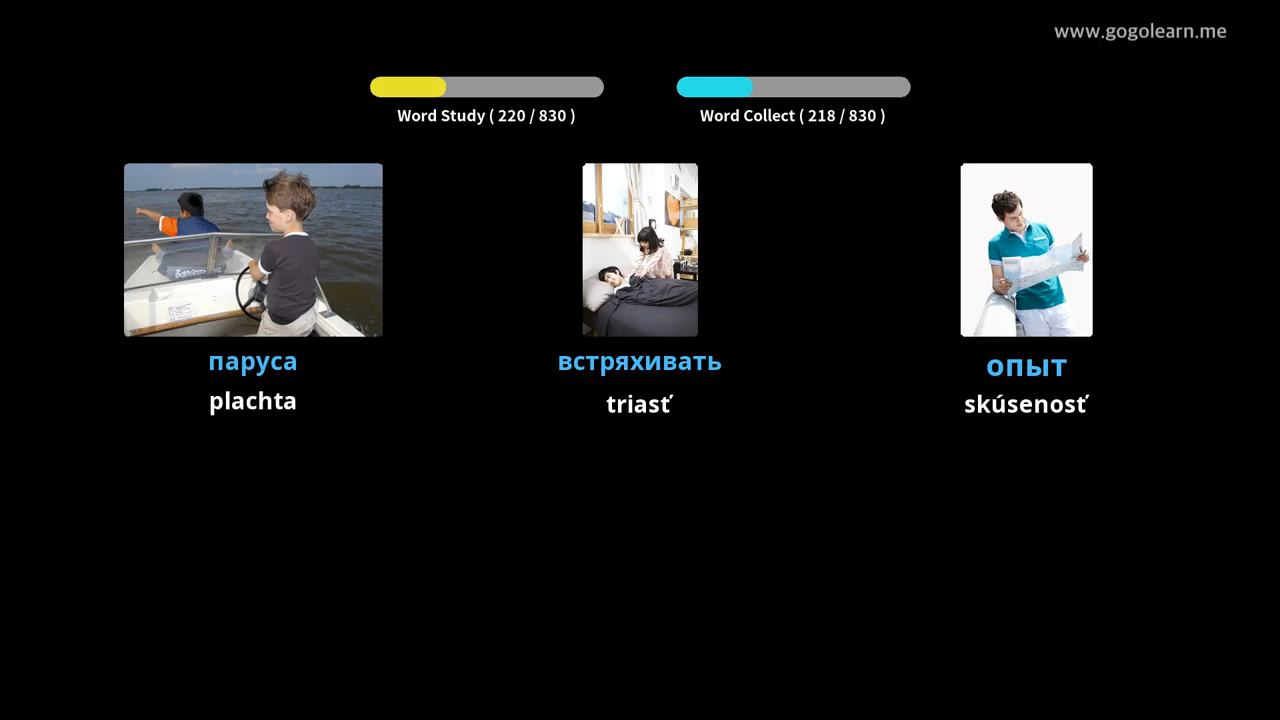 www.gogolearn.me
Word Study ( 220 / 830 )
Word Collect ( 218 / 830 )
паруса
встряхивать
опыт
plachta
triasť
skúsenosť